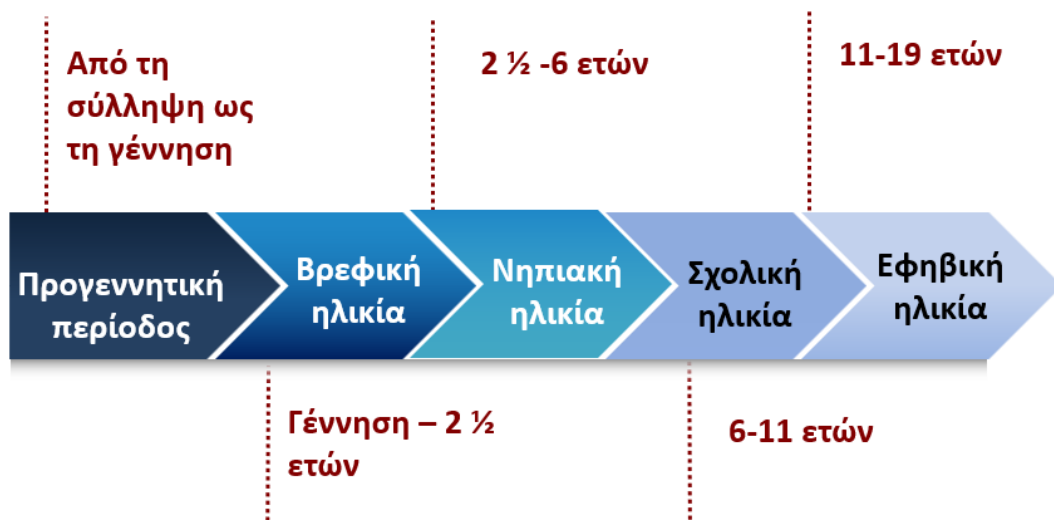 Από τη
σύλληψη ως
τη γέννηση
2 ½ -6 ετών
11-19 ετών
Προγεννητική
περίοδος
Βρεφική
ηλικία
Νηπιακή
ηλικία
Σχολική
ηλικία
Εφηβική
ηλικία
Γέννηση – 2 ½
ετών
6-11 ετών